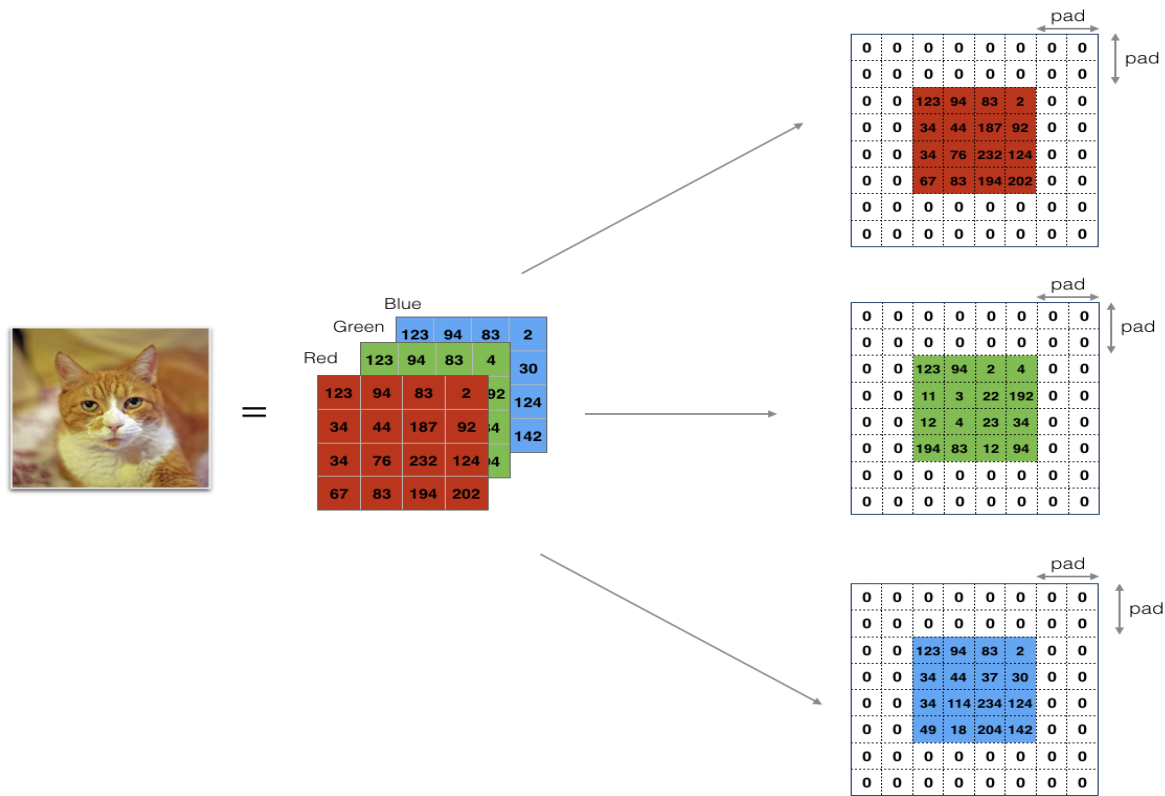 pad
0 0 0 0 0 0 0 0
pad
0 0 0 0 0 0 0 0
0 0 123 94 83 2 0 0
0 0 34 44 187 92 0 0
0 0 34 76 232 124 0 0
0 0 67 83 194 202 0 0
0 0 0 0 0 0 0 0
0 0 0 0 0 0 0 0
Blue
123 94 83 2
30
124
142
Green
123 94 83 4
92
34
94
Red
123 94 83 2
34 44 187 92
34 76 232 124
67 83 194 202
=
pad
0 0 0 0 0 0 0 0
pad
0 0 0 0 0 0 0 0
0 0 123 94 2 4 0 0
0 0 11 3 22 192 0 0
0 0 12 4 23 34 0 0
0 0 194 83 12 94 0 0
0 0 0 0 0 0 0 0
0 0 0 0 0 0 0 0
pad
0 0 0 0 0 0 0 0
pad
0 0 0 0 0 0 0 0
0 0 123 94 83 2 0 0
0 0 34 44 37 30 0 0
0 0 34 114 234 124 0 0
0 0 49 18 204 142 0 0
0 0 0 0 0 0 0 0
0 0 0 0 0 0 0 0